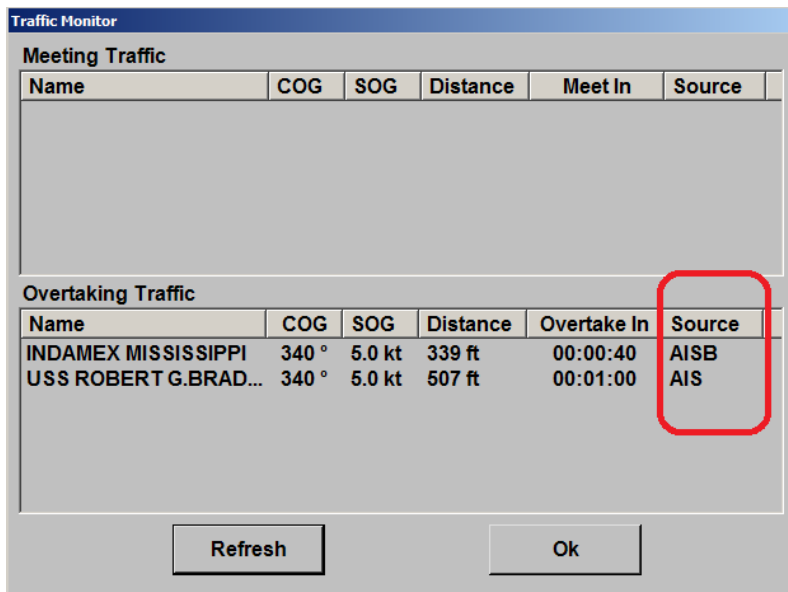 Traffic Monitor
Meeting Traffic
Name COG SOG Distance Meet In Source
Overtaking Traffic
Name COG SOG Distance Overtake In Source
INDAMEX MISSISSIPPI 340 ° 5.0 kt 339 ft 00:00:40 AISB
USS ROBERT G.BRAD... 340 ° 5.0 kt 507 ft 00:01:00 AIS
Refresh Ok